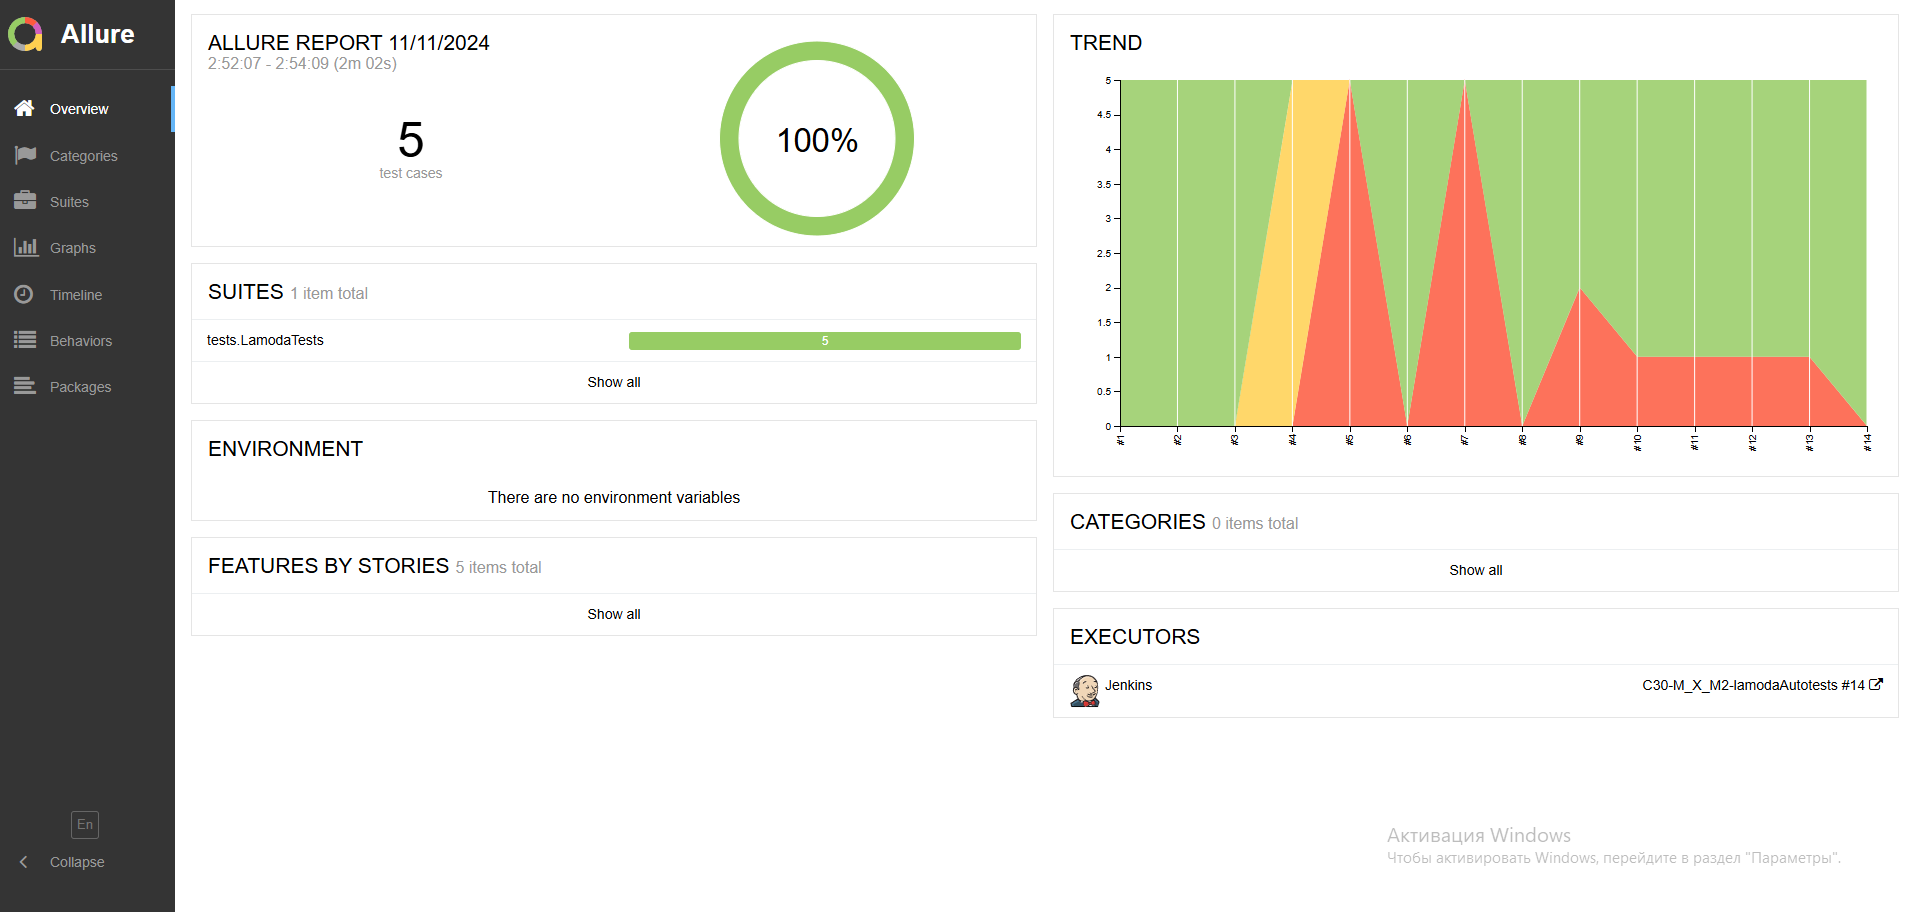 Allure
Overview
Categories
Suites
Graphs
Timeline
Behaviors
Packages
En
Collapse
ALLURE REPORT 11/11/2024
2:52:07 - 2:54:09 (2m 02s)
5
test cases
100%
SUITES 1 item total
tests.LamodaTests 5
Show all
ENVIRONMENT
There are no environment variables
FEATURES BY STORIES 5 items total
Show all
TREND
5
4.5
4
3.5
3
2.5
2
1.5
1
0.5
0
#1 #2 #3 #4 #5 #6 #7 #8 #9 #10 #11 #12 #13 #14
CATEGORIES 0 items total
Show all
EXECUTORS
Jenkins C30-M_X_M2-lamodaAutotests #14
Активация Windows
Чтобы активировать Windows, перейдите в раздел "Параметры".